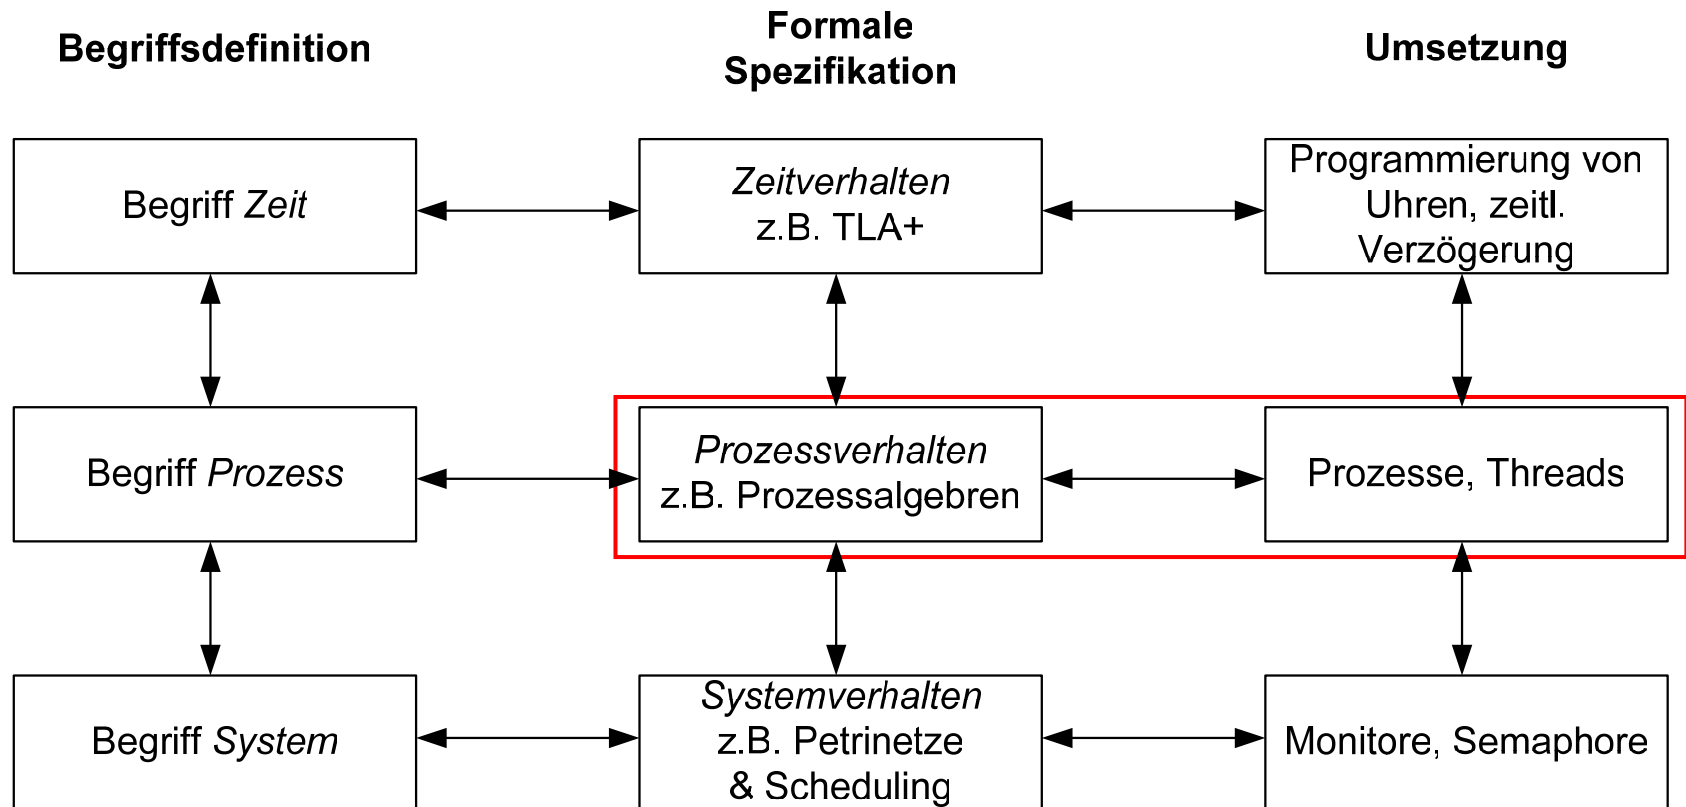 Begriffsdefinition
Formale
Spezifikation
Umsetzung
Begriff Zeit
Zeitverhalten
z.B. TLA+
Programmierung von
Uhren, zeitl.
Verzögerung
Begriff Prozess
Prozessverhalten
z.B. Prozessalgebren
Prozesse, Threads
Begriff System
Systemverhalten
z.B. Petrinetze
& Scheduling
Monitore, Semaphore